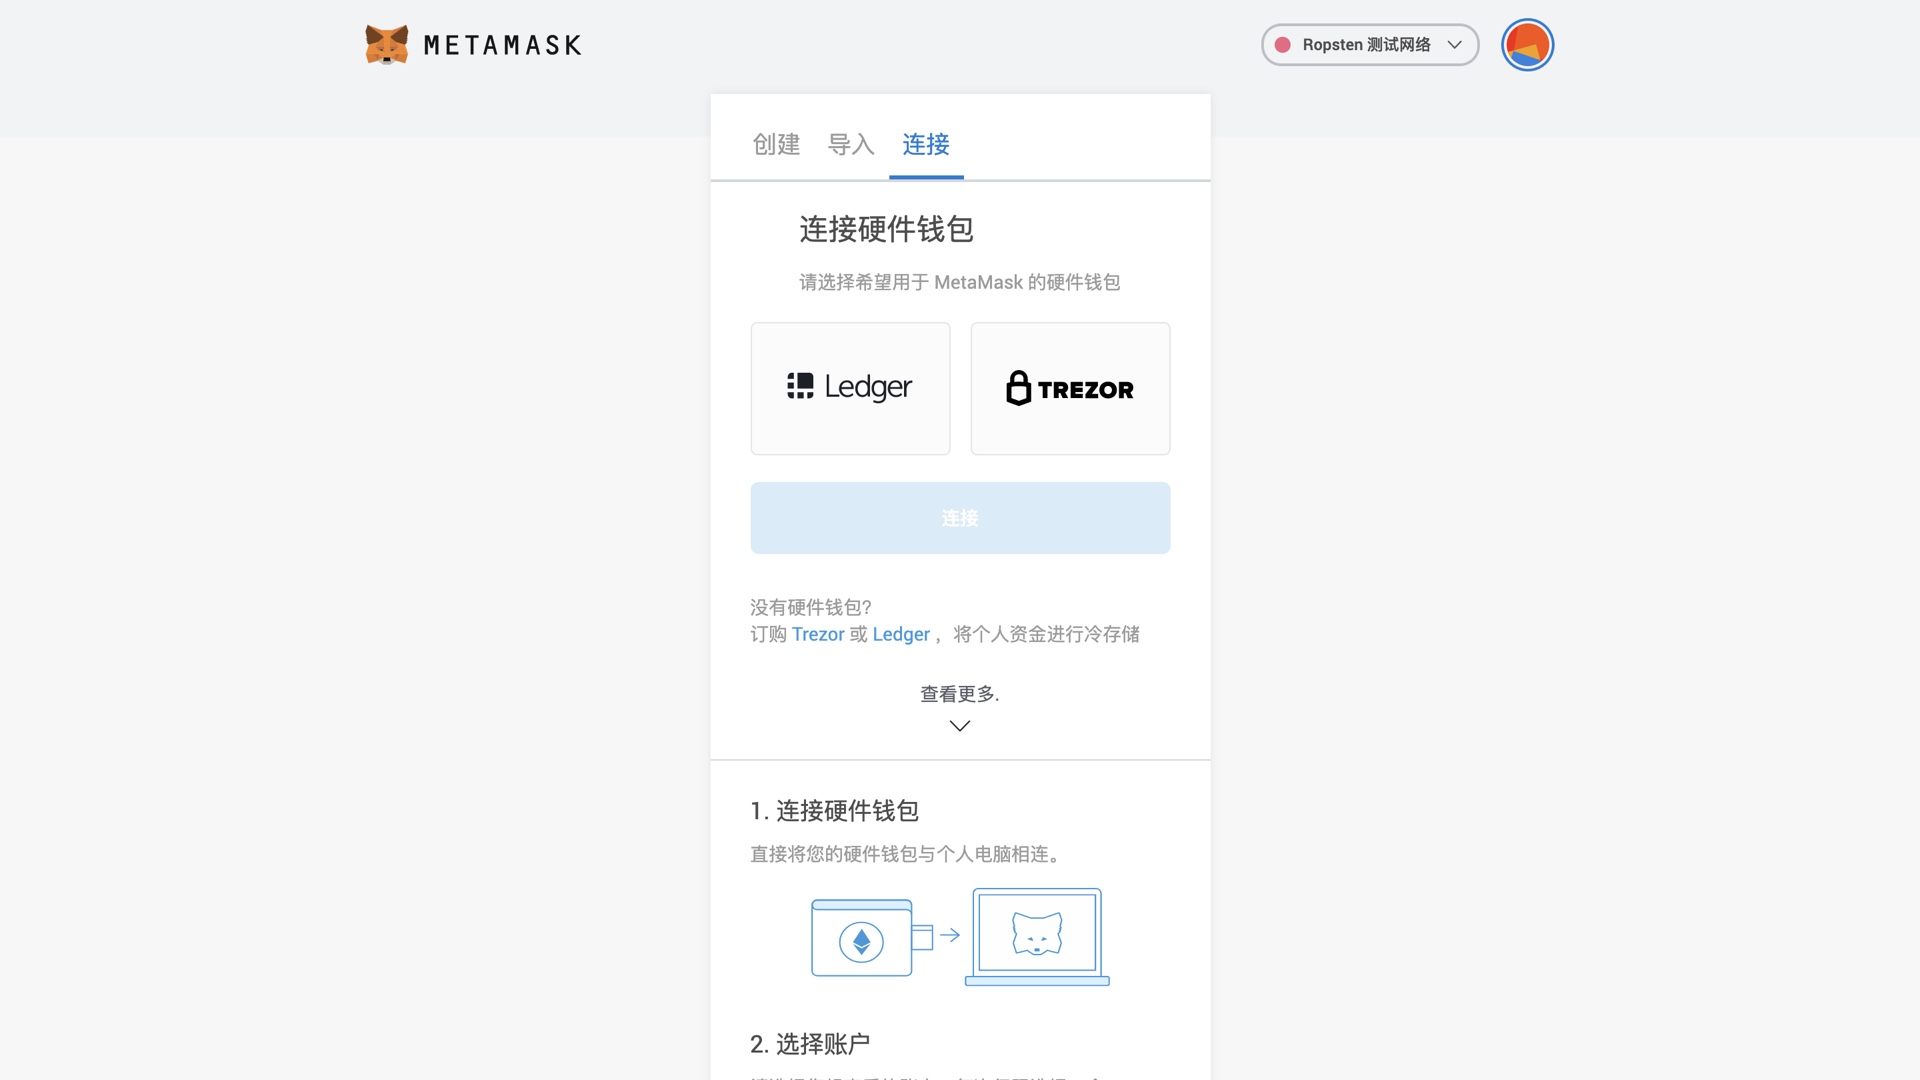 METAMASK
Ropsten 测试网络
创建 导入 连接
连接硬件钱包
请选择希望用于 MetaMask 的硬件钱包
Ledger
TREZOR
连接
没有硬件钱包?
订购 Trezor 或 Ledger ，将个人资金进行冷存储
查看更多.
1. 连接硬件钱包
直接将您的硬件钱包与个人电脑相连。
2. 选择账户